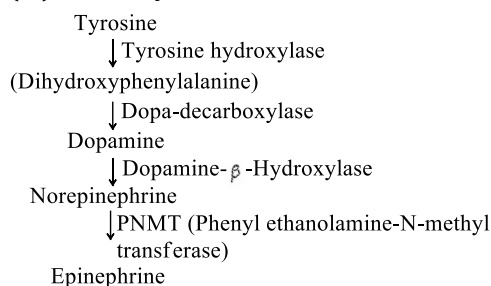 Tyrosine
Tyrosine hydroxylase
(Dihydroxyphenylalanine)
Dopa-decarboxylase
Dopamine
Dopamine-β-Hydroxylase
Norepinephrine
PNMT (Phenyl ethanolamine-N-methyl
transferase)
Epinephrine